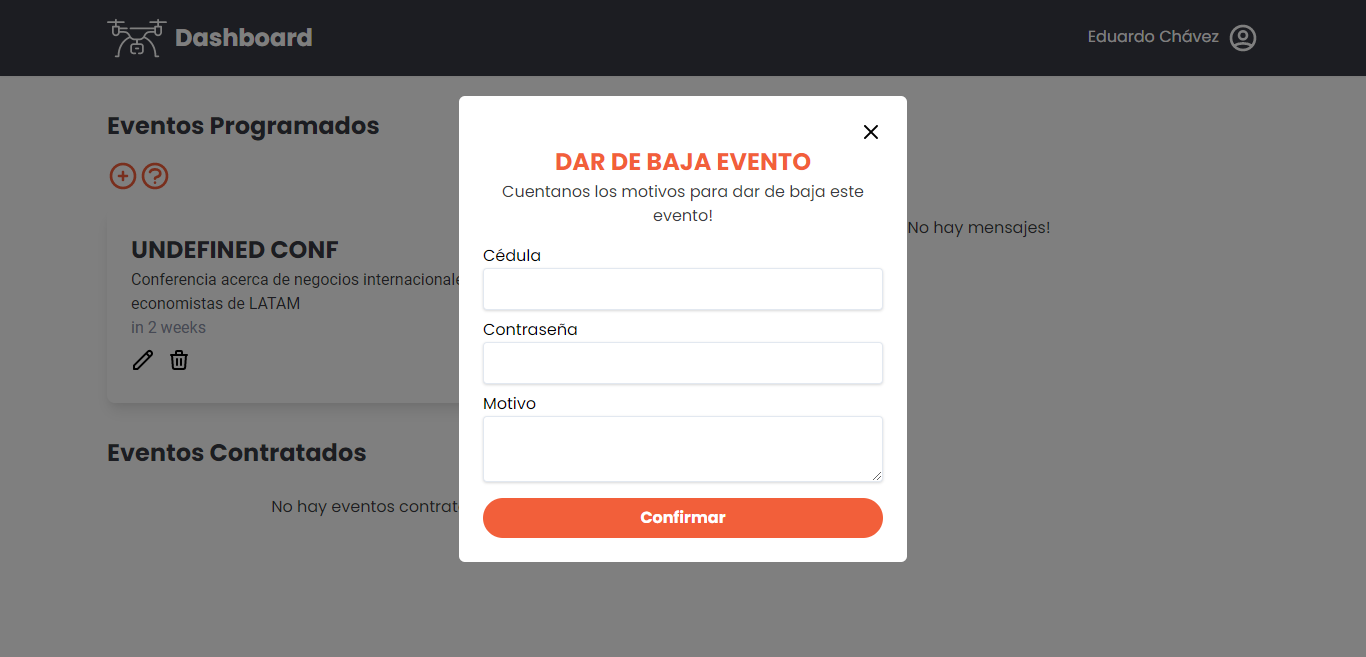 Dashboard
Eduardo Chávez
Eventos Programados
UNDEFINED CONF
Conferencia acerca de negocios internacionale
economistas de LATAM
in 2 weeks
Eventos Contratados
No hay eventos contrat
No hay mensajes!
DAR DE BAJA EVENTO
Cuentanos los motivos para dar de baja este
evento!
Cédula
Contraseña
Motivo
Confirmar